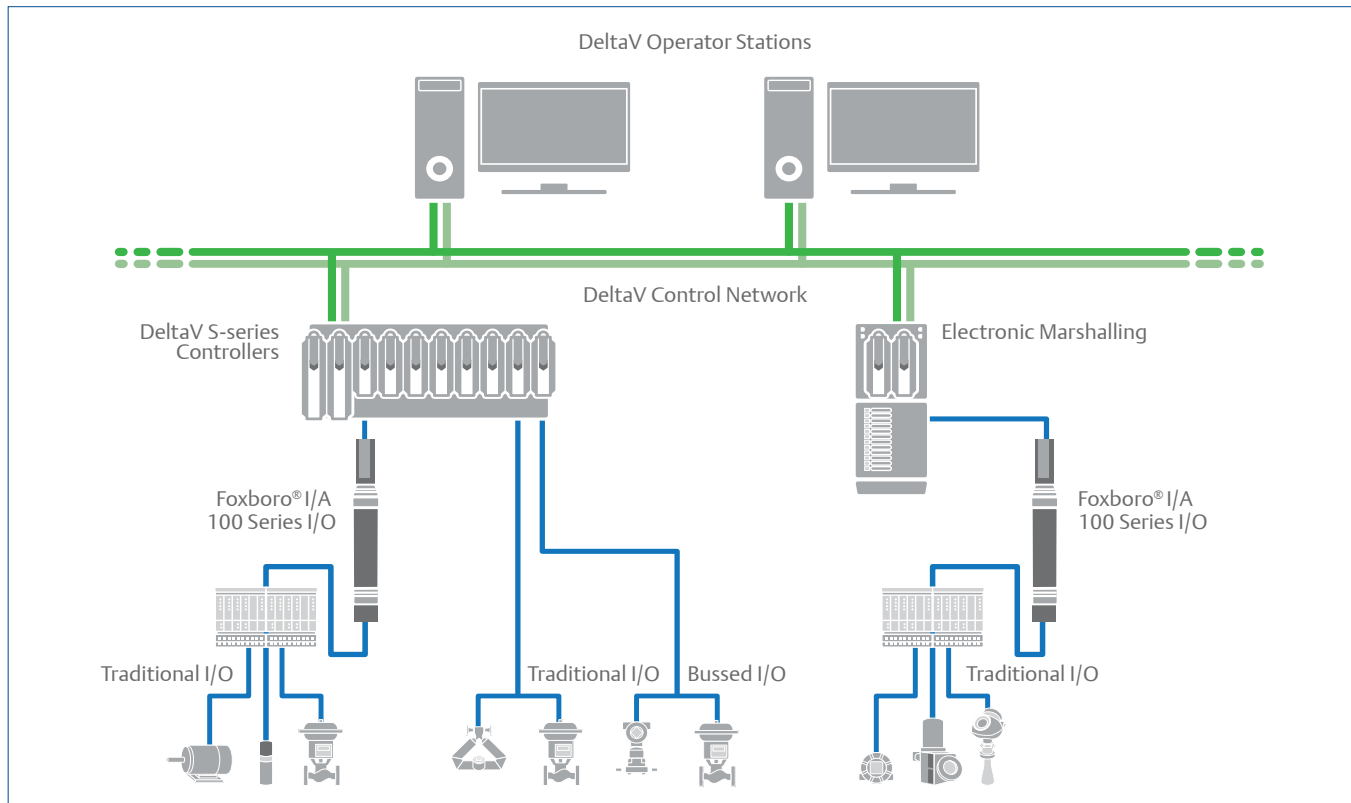 DeltaV Operator Stations
DeltaV Control Network
DeltaV S-series
Controllers
Electronic Marshalling
Foxboro® I/A
100 Series I/O
Foxboro® I/A
100 Series I/O
Traditional I/O
Traditional I/O
Bussed I/O
Traditional I/O